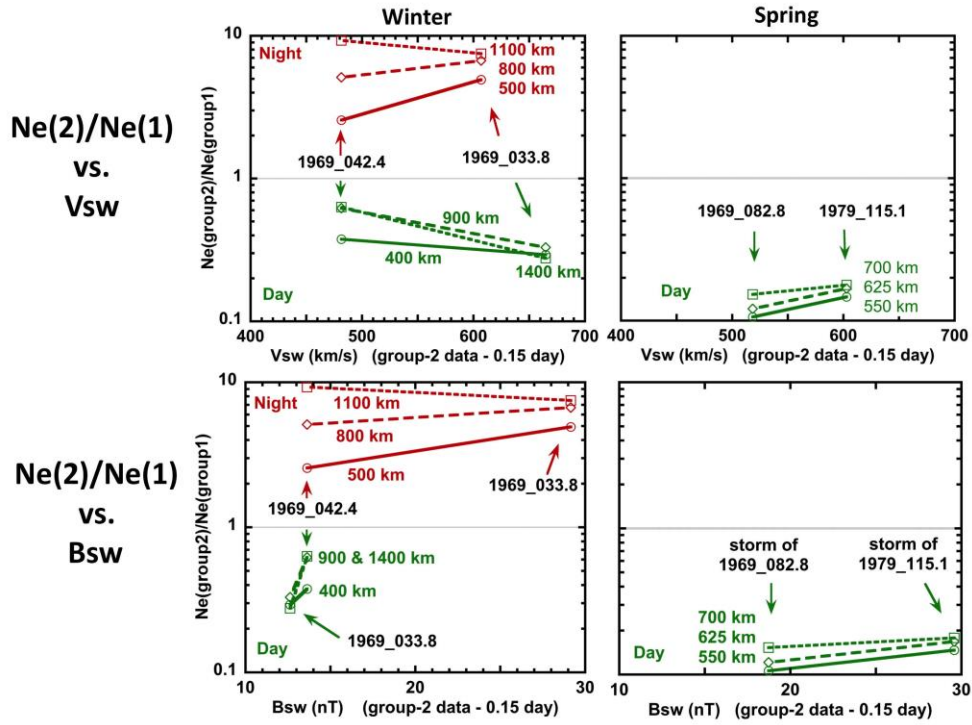 Winter
Spring
Ne(2)/Ne(1)
vs.
Vsw
Ne(group2)/Ne(group1)
10
1
0.1
Night
1100 km
800 km
500 km
1969_042.4
1969_033.8
900 km
400 km
1400 km
Day
400 500 600 700
Vsw (km/s) (group-2 data - 0.15 day)
1969_082.8
1979_115.1
700 km
625 km
550 km
Day
400 500 600 700
Vsw (km/s) (group-2 data - 0.15 day)
Ne(2)/Ne(1)
vs.
Bsw
Ne(group2)/Ne(group1)
10
1
0.1
Night
1100 km
800 km
500 km
1969_042.4
1969_033.8
900 & 1400 km
400 km
1969_033.8
Day
10 20 30
Bsw (nT) (group-2 data - 0.15 day)
storm of
1969_082.8
storm of
1979_115.1
700 km
625 km
550 km
Day
10 20 30
Bsw (nT) (group-2 data - 0.15 day)